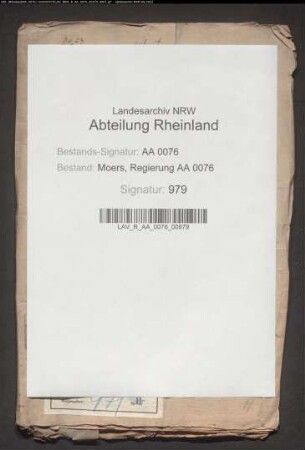 Landesarchiv NRW
Abteilung Rheinland
Bestands-Signatur: AA 0076
Bestand: Moers, Regierung AA 0076
Signatur: 979
LAV_R_AA_0076_00979